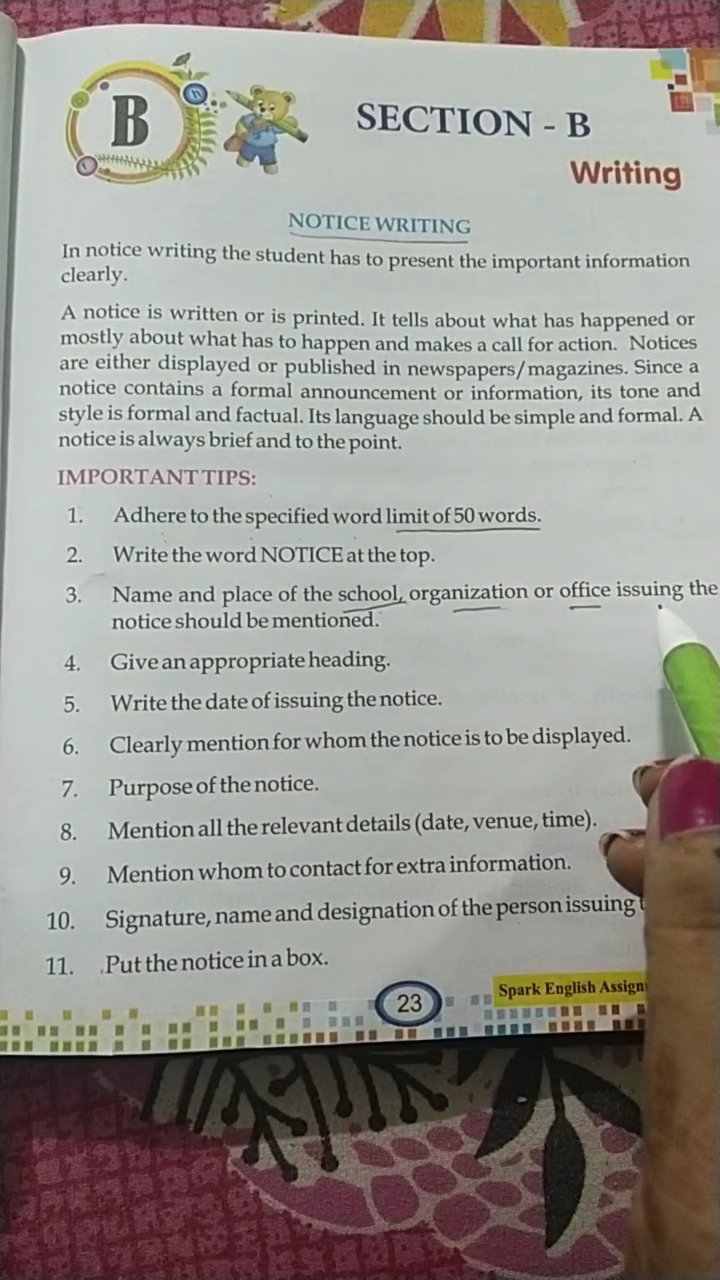 B
SECTION - B
Writing
NOTICE WRITING
In notice writing the student has to present the important information
clearly.
A notice is written or is printed. It tells about what has happened or
mostly about what has to happen and makes a call for action. Notices
are either displayed or published in newspapers/magazines. Since a
notice contains a formal announcement or information, its tone and
style is formal and factual. Its language should be simple and formal. A
notice is always brief and to the point.
IMPORTANT TIPS:
1. Adhere to the specified word limit of 50 words.
2. Write the word NOTICE at the top.
3. Name and place of the school, organization or office issuing the
notice should be mentioned.
4. Give an appropriate heading.
5. Write the date of issuing the notice.
6. Clearly mention for whom the notice is to be displayed.
7. Purpose of the notice.
8. Mention all the relevant details (date, venue, time).
9. Mention whom to contact for extra information.
10. Signature, name and designation of the person issuing
11. Put the notice in a box.
23
Spark English